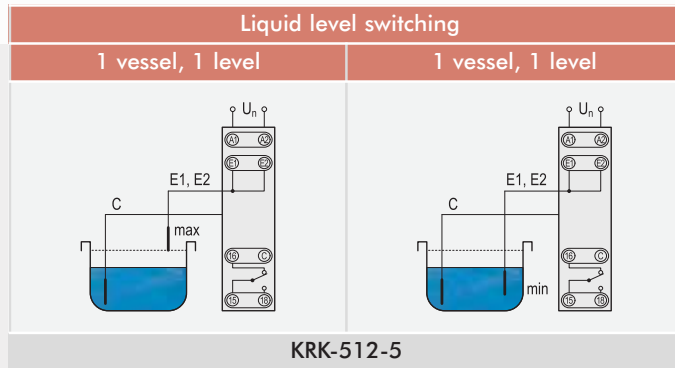 Liquid level switching
1 vessel, 1 level
1 vessel, 1 level
Un
A1 A2
E1 E2
E1, E2
C
max
16 C
15 18
Un
A1 A2
E1 E2
E1, E2
C
min
16 C
15 18
KRK-512-5